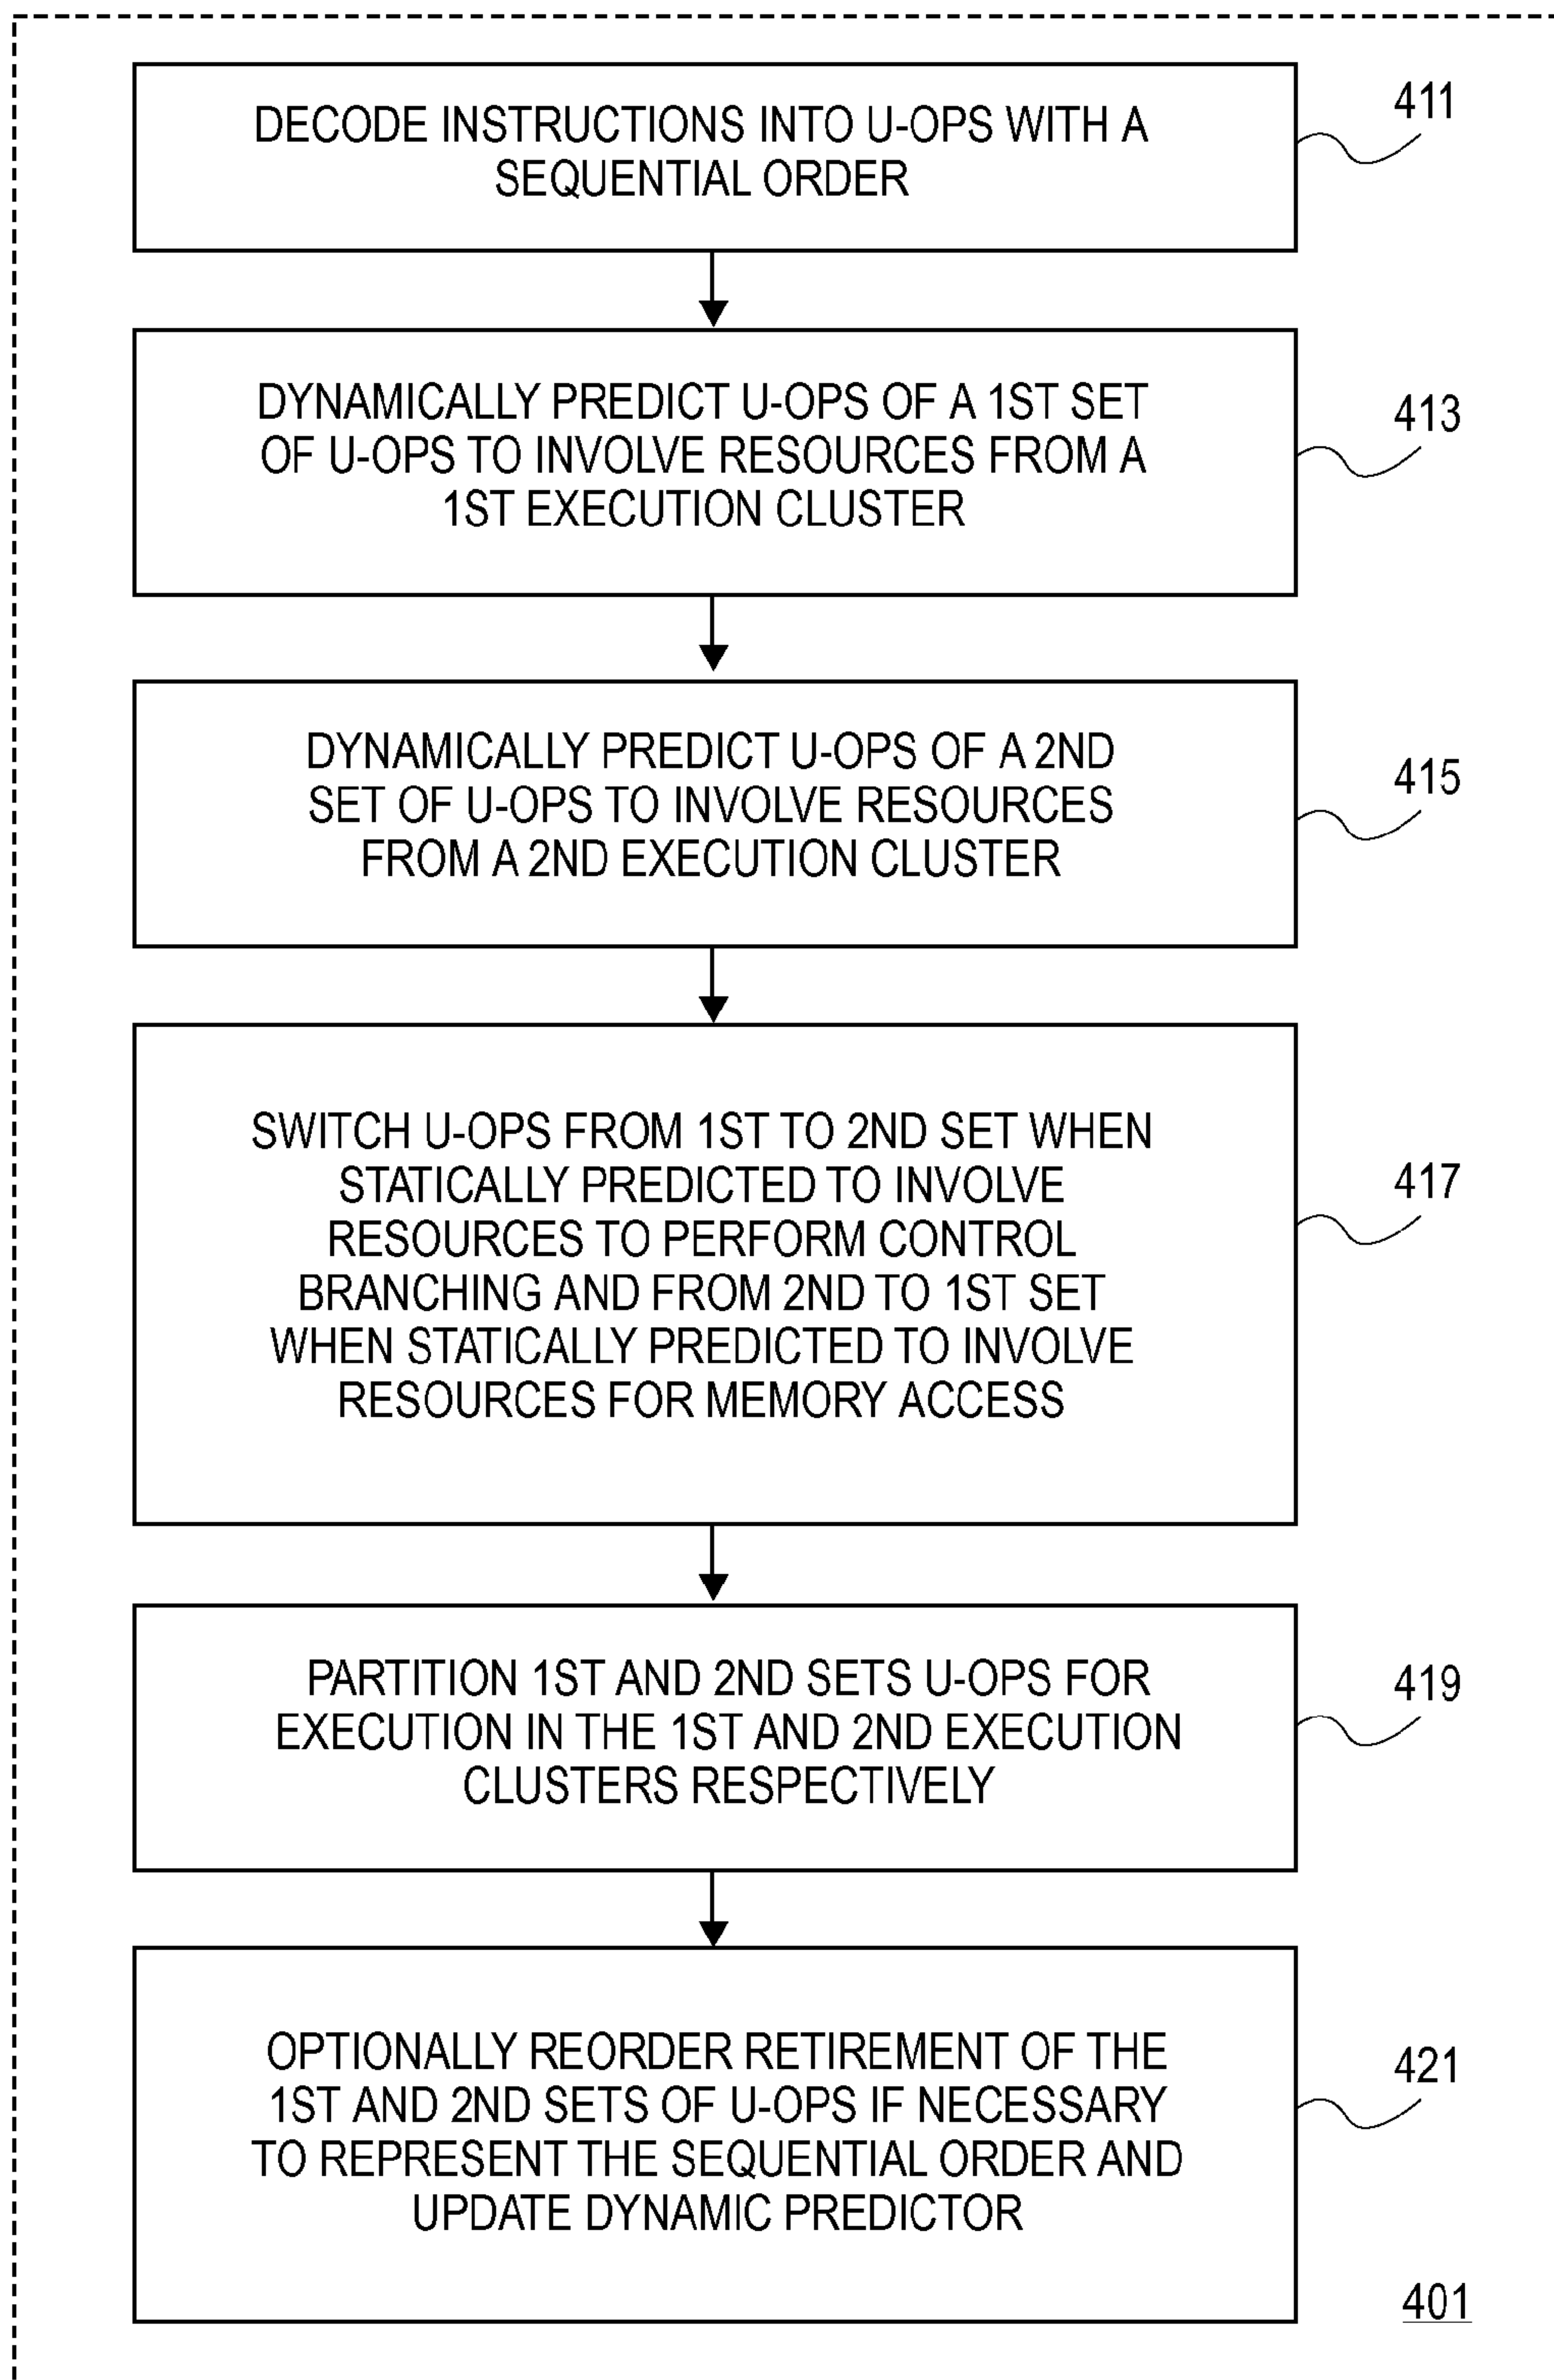 DECODE INSTRUCTIONS INTO U-OPS WITH A
SEQUENTIAL ORDER
411
DYNAMICALLY PREDICT U-OPS OF A 1ST SET
OF U-OPS TO INVOLVE RESOURCES FROM A
1ST EXECUTION CLUSTER
413
DYNAMICALLY PREDICT U-OPS OF A 2ND
SET OF U-OPS TO INVOLVE RESOURCES
FROM A 2ND EXECUTION CLUSTER
415
SWITCH U-OPS FROM 1ST TO 2ND SET WHEN
STATICALLY PREDICTED TO INVOLVE
RESOURCES TO PERFORM CONTROL
BRANCHING AND FROM 2ND TO 1ST SET
WHEN STATICALLY PREDICTED TO INVOLVE
RESOURCES FOR MEMORY ACCESS
417
PARTITION 1ST AND 2ND SETS U-OPS FOR
EXECUTION IN THE 1ST AND 2ND EXECUTION
CLUSTERS RESPECTIVELY
419
OPTIONALLY REORDER RETIREMENT OF THE
1ST AND 2ND SETS OF U-OPS IF NECESSARY
TO REPRESENT THE SEQUENTIAL ORDER AND
UPDATE DYNAMIC PREDICTOR
421
401